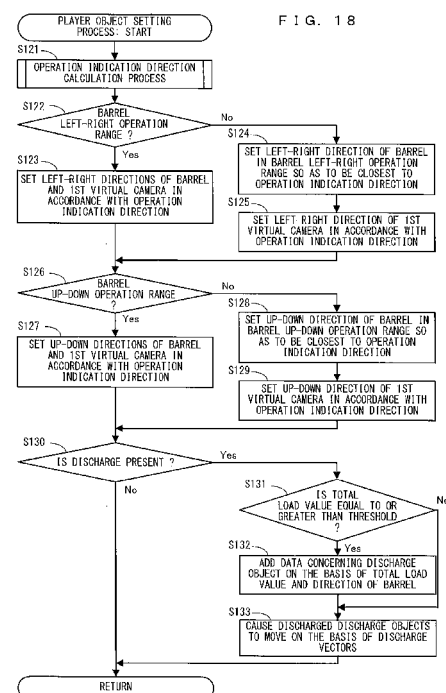 FIG. 18
PLAYER OBJECT SETTING
PROCESS: START
S121
OPERATION INDICATION DIRECTION
CALCULATION PROCESS
S122
BARREL
LEFT-RIGHT OPERATION
RANGE ?
No
Yes
S123
SET LEFT-RIGHT DIRECTIONS OF BARREL
AND 1ST VIRTUAL CAMERA IN
ACCORDANCE WITH OPERATION
INDICATION DIRECTION
S124
SET LEFT-RIGHT DIRECTION OF BARREL
IN BARREL LEFT-RIGHT OPERATION
RANGE SO AS TO BE CLOSEST TO
OPERATION INDICATION DIRECTION
S125
SET LEFT-RIGHT DIRECTION OF 1ST
VIRTUAL CAMERA IN ACCORDANCE WITH
OPERATION INDICATION DIRECTION
S126
BARREL
UP-DOWN OPERATION RANGE
?
No
Yes
S127
SET UP-DOWN DIRECTIONS OF BARREL
AND 1ST VIRTUAL CAMERA IN
ACCORDANCE WITH OPERATION
INDICATION DIRECTION
S128
SET UP-DOWN DIRECTION OF BARREL IN
BARREL UP-DOWN OPERATION RANGE SO
AS TO BE CLOSEST TO OPERATION
INDICATION DIRECTION
S129
SET UP-DOWN DIRECTION OF 1ST
VIRTUAL CAMERA IN ACCORDANCE WITH
OPERATION INDICATION DIRECTION
S130
IS DISCHARGE PRESENT ?
Yes
No
S131
IS TOTAL
LOAD VALUE EQUAL TO OR
GREATER THAN THRESHOLD
?
No
Yes
S132
ADD DATA CONCERNING DISCHARGE
OBJECT ON THE BASIS OF TOTAL LOAD
VALUE AND DIRECTION OF BARREL
S133
CAUSE DISCHARGED DISCHARGE OBJECTS
TO MOVE ON THE BASIS OF DISCHARGE
VECTORS
RETURN